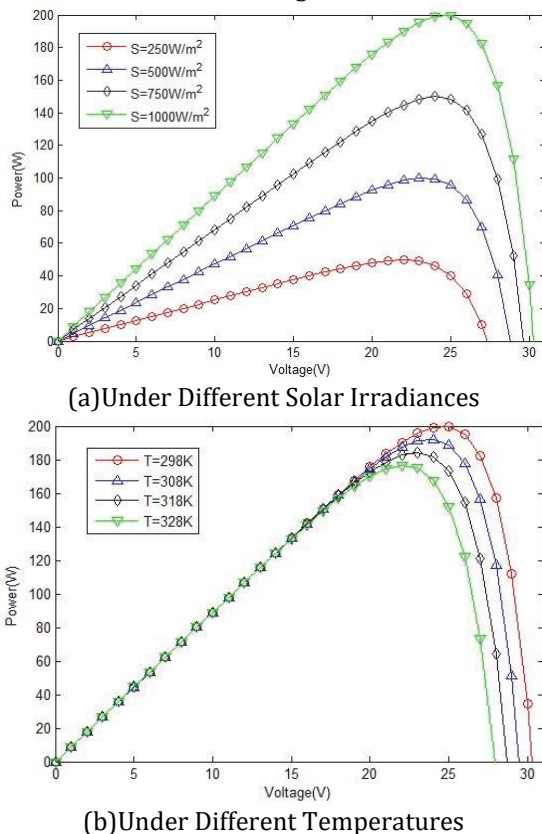 200
180
160
140
120
100
80
60
40
20
0
Power(W)
S=250W/m²
S=500W/m²
S=750W/m²
S=1000W/m²
0 5 10 15 20 25 30
Voltage(V)
(a)Under Different Solar Irradiances
200
180
160
140
120
100
80
60
40
20
0
Power(W)
T=298K
T=308K
T=318K
T=328K
0 5 10 15 20 25 30
Voltage(V)
(b)Under Different Temperatures